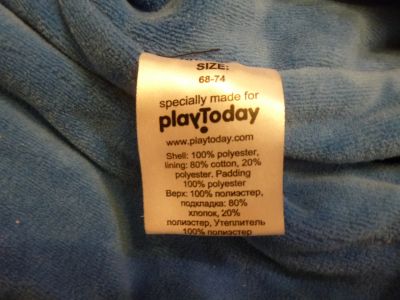 SIZE:
68-74
specially made for
playToday
www.playtoday.com
Shell: 100% polyester,
lining: 80% cotton, 20%
polyester, Padding
100% polyester
Верх: 100% полиэстер,
подкладка: 80%
хлопок, 20%
полиэстер, Утеплитель
100% полиэстер